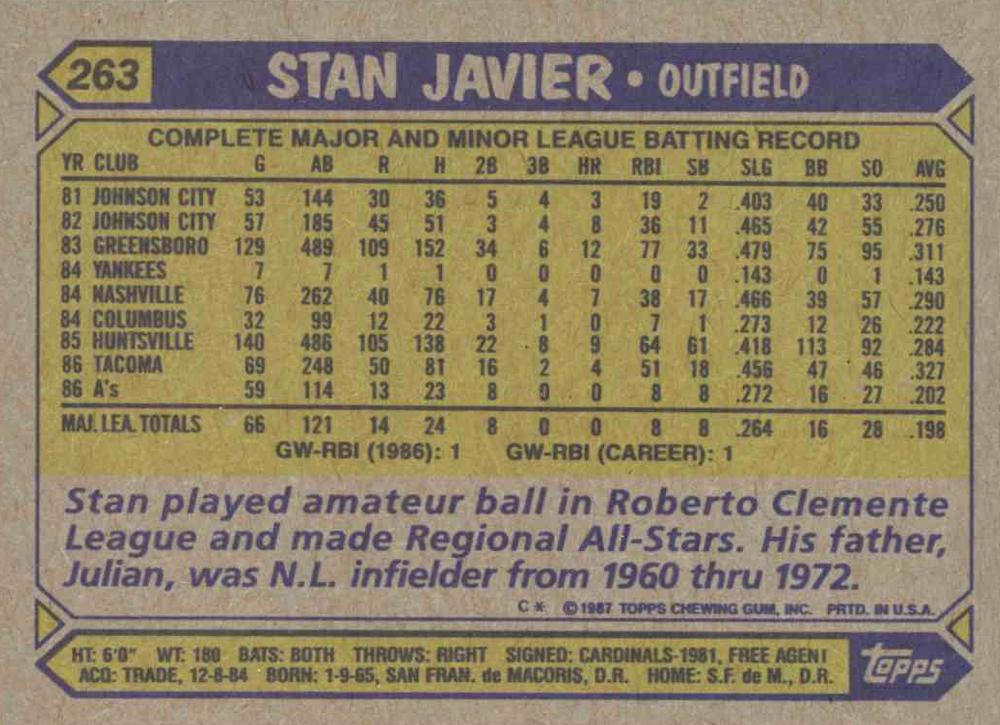 263 STAN JAVIER • OUTFIELD
COMPLETE MAJOR AND MINOR LEAGUE BATTING RECORD
YR CLUB G AB R H 2B 3B HR RBI SB SLG BB SO AVG
81 JOHNSON CITY 53 144 30 36 5 4 3 19 2 .403 40 33 .250
82 JOHNSON CITY 57 185 45 51 3 4 8 36 11 .465 42 55 .276
83 GREENSBORO 129 489 109 152 34 6 12 77 33 .479 75 95 .311
84 YANKEES 7 7 1 1 0 0 0 0 0 .143 0 1 .143
84 NASHVILLE 76 262 40 76 17 4 7 38 17 .466 39 57 .290
84 COLUMBUS 32 99 12 22 3 1 0 7 1 .273 12 26 .222
85 HUNTSVILLE 140 486 105 138 22 8 9 64 61 .418 113 92 .284
86 TACOMA 69 248 50 81 16 2 4 51 18 .456 47 46 .327
86 A's 59 114 13 23 8 0 0 8 8 .272 16 27 .202
MAJ. LEA. TOTALS 66 121 14 24 8 0 0 8 8 .264 16 28 .198
GW-RBI (1986): 1 GW-RBI (CAREER): 1
Stan played amateur ball in Roberto Clemente
League and made Regional All-Stars. His father,
Julian, was N.L. infielder from 1960 thru 1972.
C * © 1987 TOPPS CHEWING GUM, INC. PRTD. IN U.S.A.
HT: 6'0" WT: 180 BATS: BOTH THROWS: RIGHT SIGNED: CARDINALS-1981, FREE AGENT
ACQ: TRADE, 12-8-84 BORN: 1-9-65, SAN FRAN. de MACORIS, D.R. HOME: S.F. de M., D.R.
topps